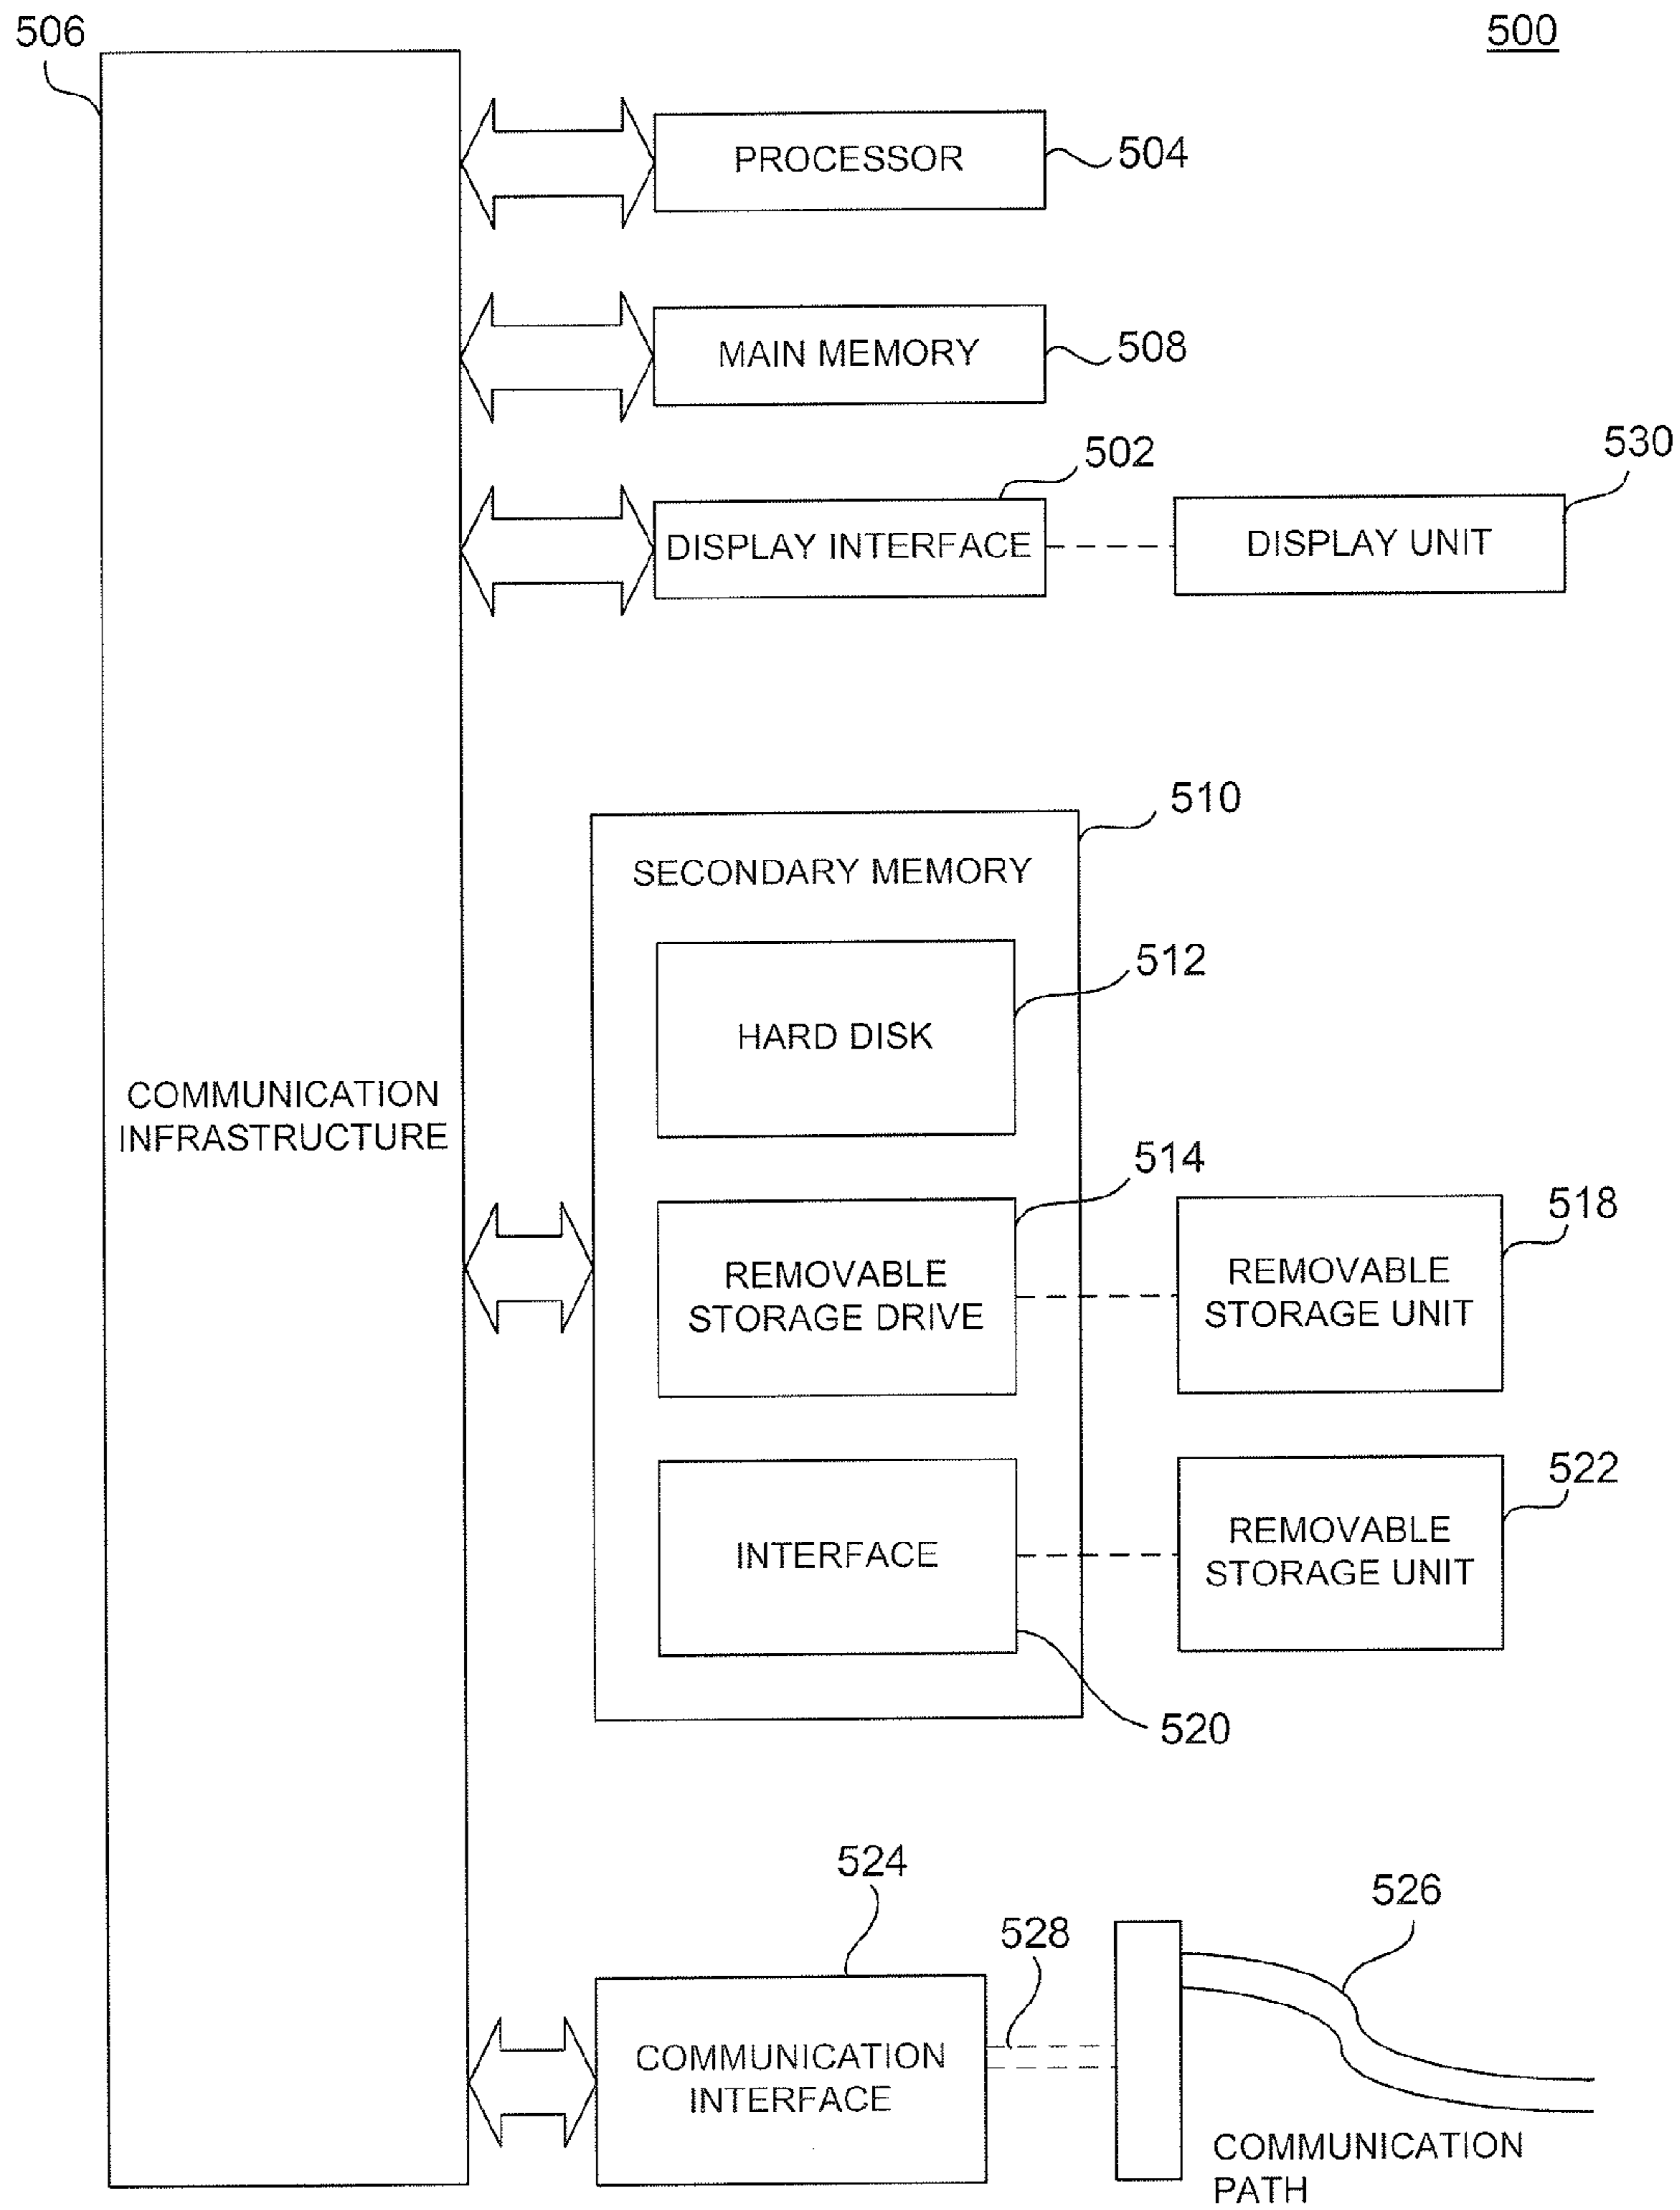 506
500
PROCESSOR
504
MAIN MEMORY
508
502
530
DISPLAY INTERFACE
DISPLAY UNIT
510
SECONDARY MEMORY
512
HARD DISK
COMMUNICATION
INFRASTRUCTURE
514
518
REMOVABLE
STORAGE DRIVE
REMOVABLE
STORAGE UNIT
522
INTERFACE
REMOVABLE
STORAGE UNIT
520
524
528
526
COMMUNICATION
INTERFACE
COMMUNICATION
PATH